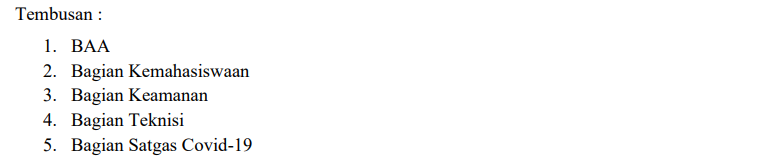 Tembusan :
1. BAA
2. Bagian Kemahasiswaan
3. Bagian Keamanan
4. Bagian Teknisi
5. Bagian Satgas Covid-19